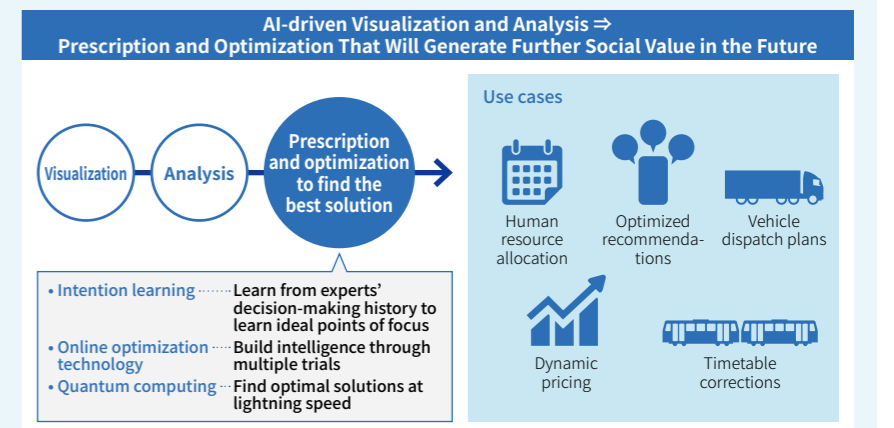 AI-driven Visualization and Analysis ⇒
Prescription and Optimization That Will Generate Further Social Value in the Future
Visualization
Analysis
Prescription
and optimization
to find the
best solution
• Intention learning ······· Learn from experts'
decision-making history to
learn ideal points of focus
• Online optimization ···· Build intelligence through
technology multiple trials
• Quantum computing ··· Find optimal solutions at
lightning speed
Use cases
Human
resource
allocation
Optimized
recommenda-
tions
Vehicle
dispatch plans
Dynamic
pricing
Timetable
corrections